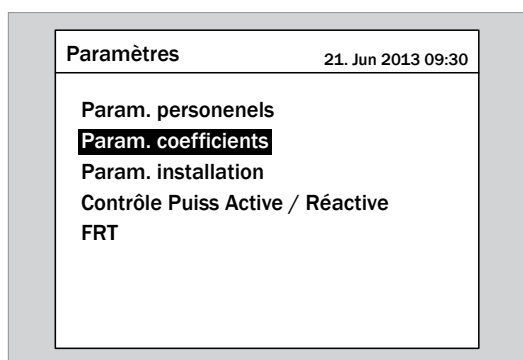 Paramètres
21. Jun 2013 09:30
Param. personenels
Param. coefficients
Param. installation
Contrôle Puiss Active / Réactive
FRT